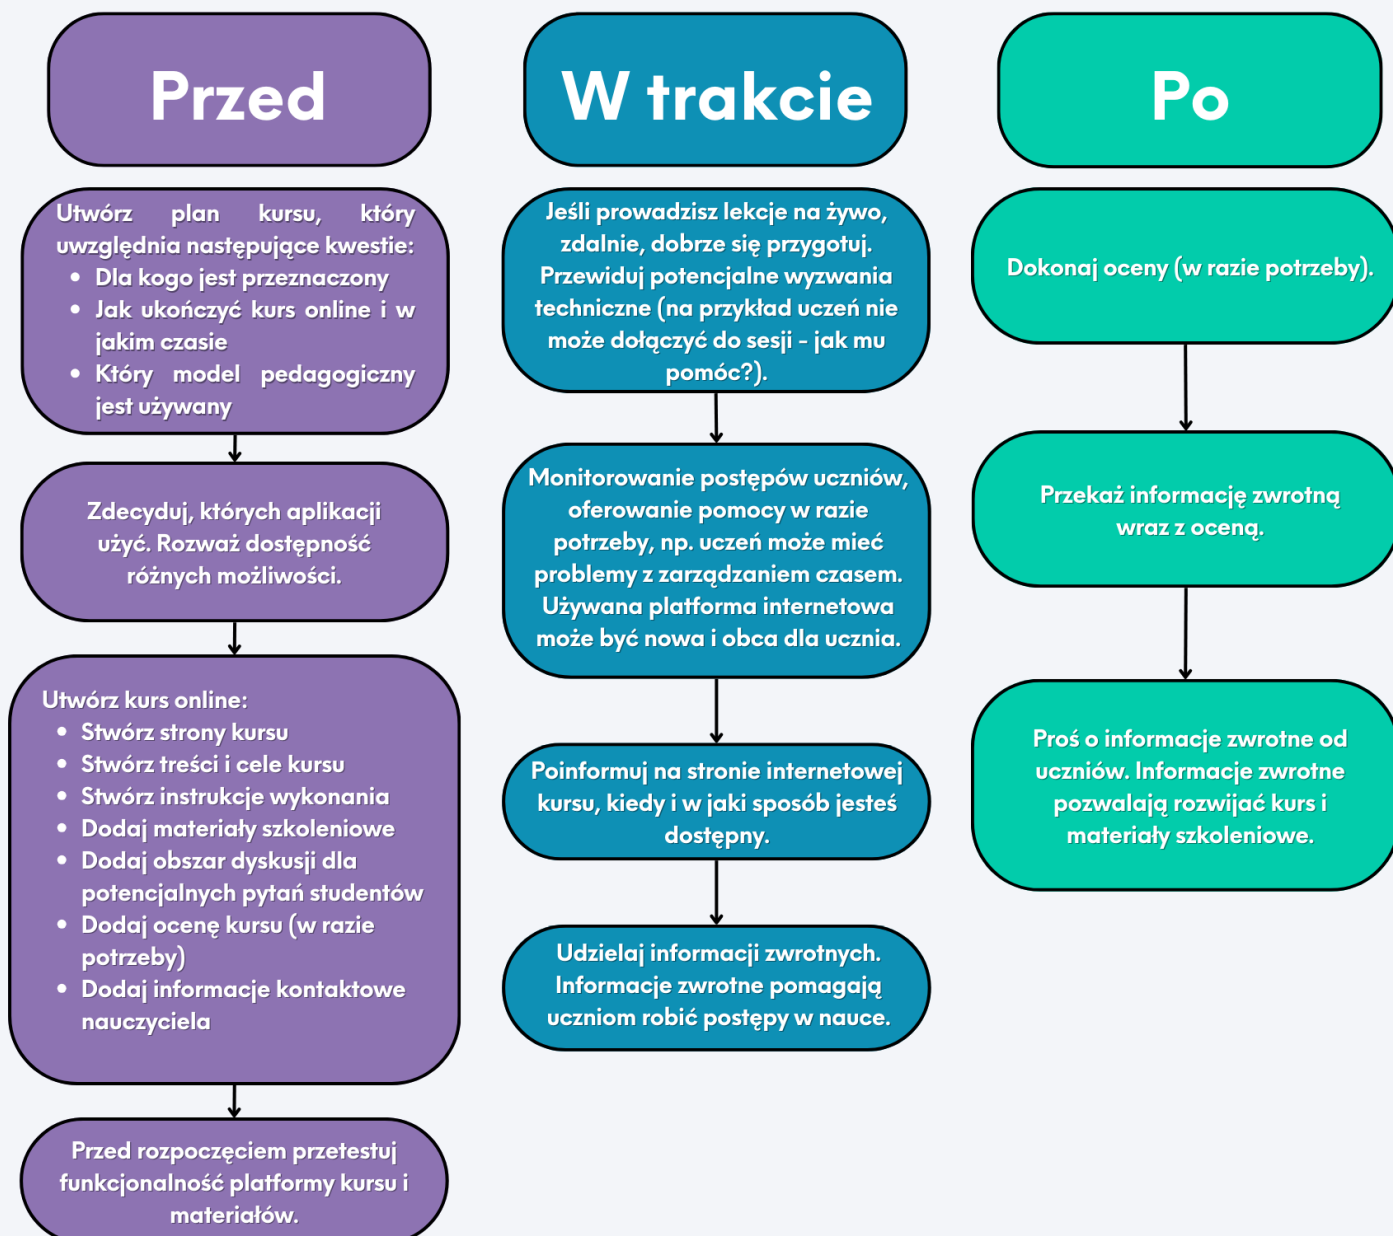 Przed
Utwórz plan kursu, który
uwzględnia następujące kwestie:
• Dla kogo jest przeznaczony
• Jak ukończyć kurs online i w
jakim czasie
• Który model pedagogiczny
jest używany
Zdecyduj, których aplikacji
użyć. Rozważ dostępność
różnych możliwości.
Utwórz kurs online:
• Stwórz strony kursu
• Stwórz treści i cele kursu
• Stwórz instrukcje wykonania
• Dodaj materiały szkoleniowe
• Dodaj obszar dyskusji dla
potencjalnych pytań studentów
• Dodaj ocenę kursu (w razie
potrzeby)
• Dodaj informacje kontaktowe
nauczyciela
Przed rozpoczęciem przetestuj
funkcjonalność platformy kursu i
materiałów.
W trakcie
Jeśli prowadzisz lekcje na żywo,
zdalnie, dobrze się przygotuj.
Przewiduj potencjalne wyzwania
techniczne (na przykład uczeń nie
może dołączyć do sesji - jak mu
pomóc?).
Monitorowanie postępów uczniów,
oferowanie pomocy w razie
potrzeby, np. uczeń może mieć
problemy z zarządzaniem czasem.
Używana platforma internetowa
może być nowa i obca dla ucznia.
Poinformuj na stronie internetowej
kursu, kiedy i w jaki sposób jesteś
dostępny.
Udzielaj informacji zwrotnych.
Informacje zwrotne pomagają
uczniom robić postępy w nauce.
Po
Dokonaj oceny (w razie potrzeby).
Przekaż informację zwrotną
wraz z oceną.
Proś o informacje zwrotne od
uczniów. Informacje zwrotne
pozwalają rozwijać kurs i
materiały szkoleniowe.